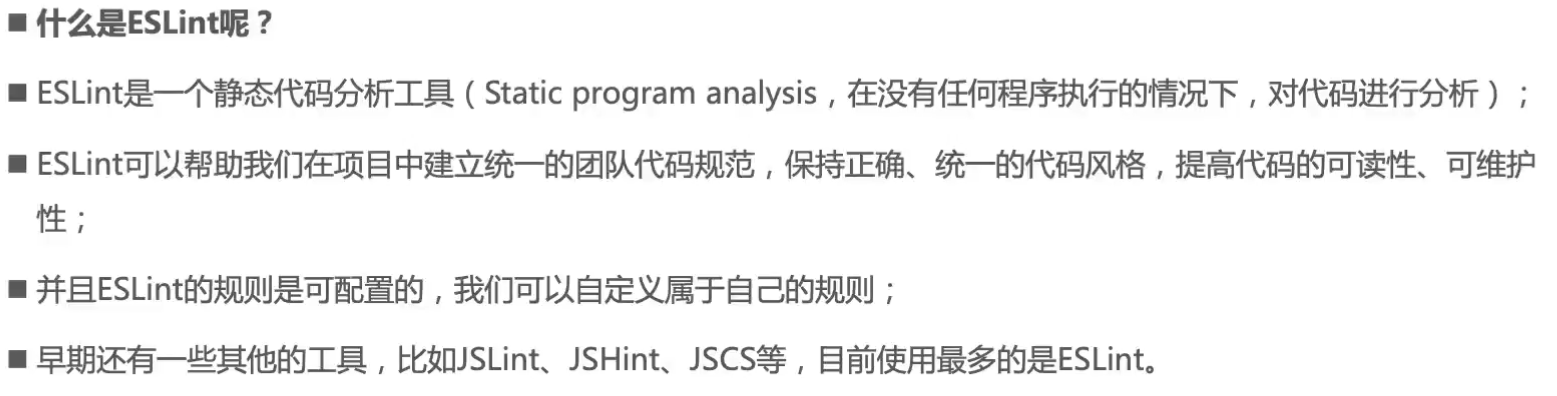 ■ 什么是ESLint呢？
■ ESLint是一个静态代码分析工具（Static program analysis，在没有任何程序执行的情况下，对代码进行分析）；
■ ESLint可以帮助我们在项目中建立统一的团队代码规范，保持正确、统一的代码风格，提高代码的可读性、可维护
性；
■ 并且ESLint的规则是可配置的，我们可以自定义属于自己的规则；
■ 早期还有一些其他的工具，比如JSLint、JSHint、JSCS等，目前使用最多的是ESLint。